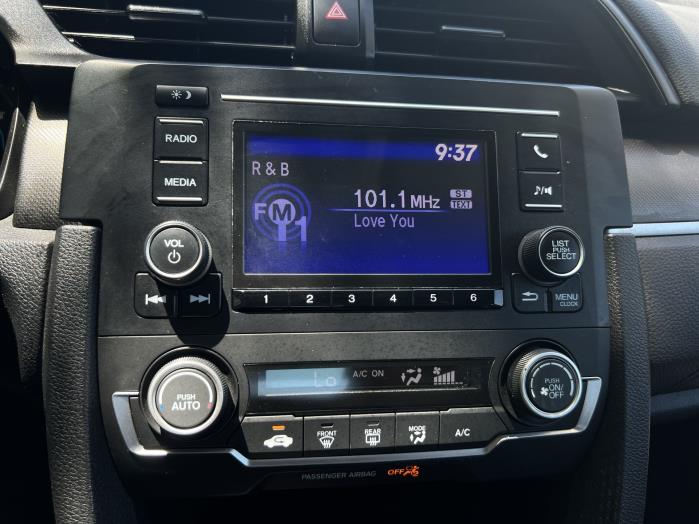 RADIO
MEDIA
VOL
9:37
R & B
FM1
101.1 MHz
ST
TEXT
Love You
1 2 3 4 5 6
LIST
PUSH
SELECT
MENU
CLOCK
PUSH
AUTO
Lo
A/C ON
PUSH
ON/
OFF
FRONT
REAR
MODE
A/C
PASSENGER AIRBAG
OFF